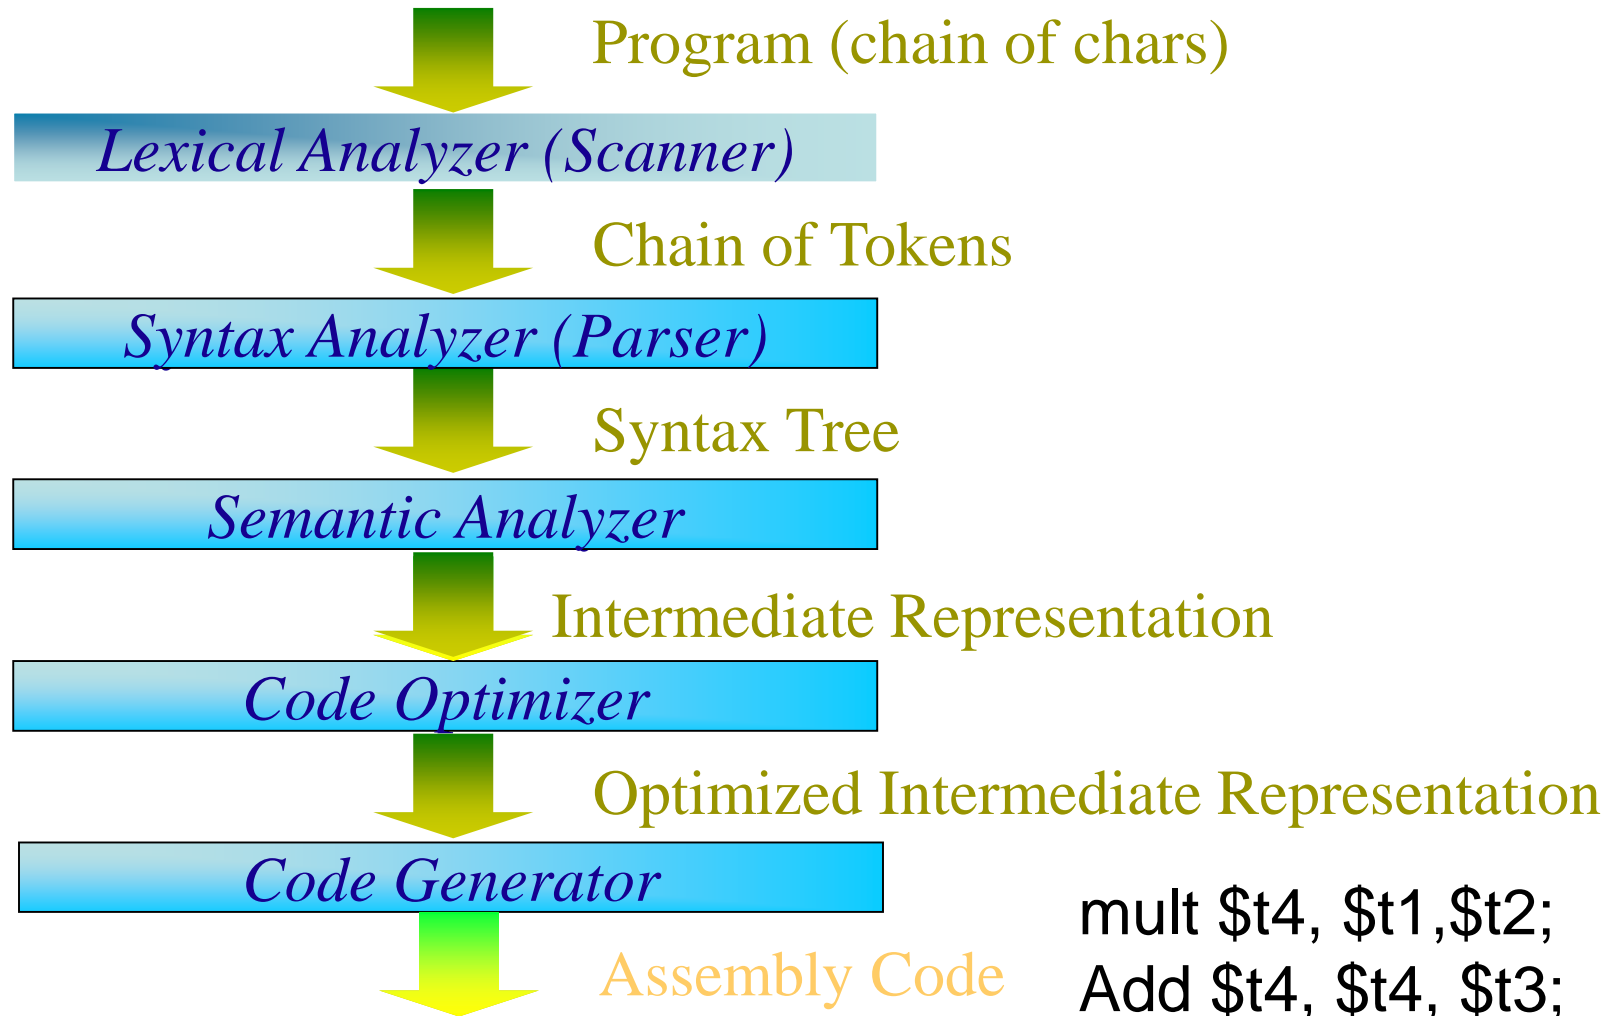 Program (chain of chars)
Lexical Analyzer (Scanner)
Chain of Tokens
Syntax Analyzer (Parser)
Syntax Tree
Semantic Analyzer
Intermediate Representation
Code Optimizer
Optimized Intermediate Representation
Code Generator
mult $t4, $t1,$t2;
Assembly Code
Add $t4, $t4, $t3;